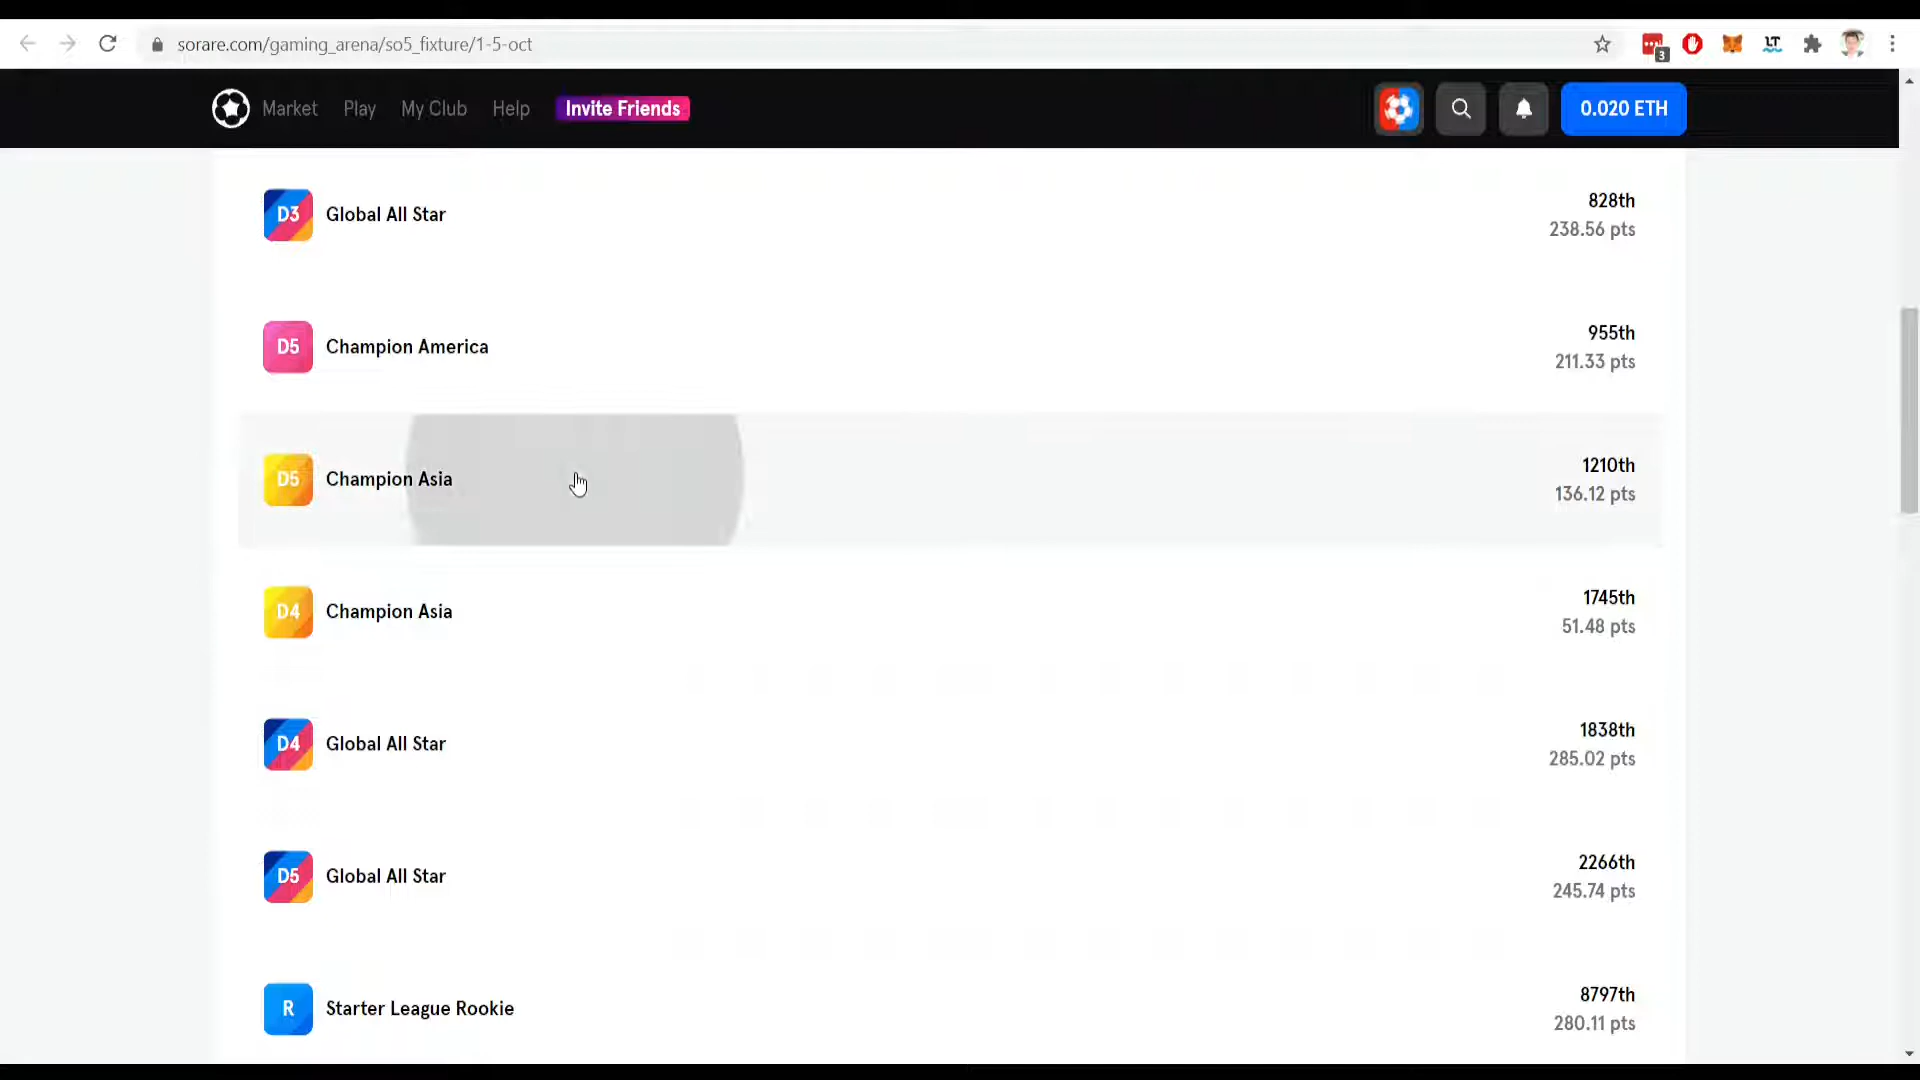 sorare.com/gaming_arena/so5_fixture/1-5-oct
3
LT
Market Play My Club Help Invite Friends 0.020 ETH
D3 Global All Star 828th
238.56 pts
D5 Champion America 955th
211.33 pts
D5 Champion Asia 1210th
136.12 pts
D4 Champion Asia 1745th
51.48 pts
D4 Global All Star 1838th
285.02 pts
D5 Global All Star 2266th
245.74 pts
R Starter League Rookie 8797th
280.11 pts